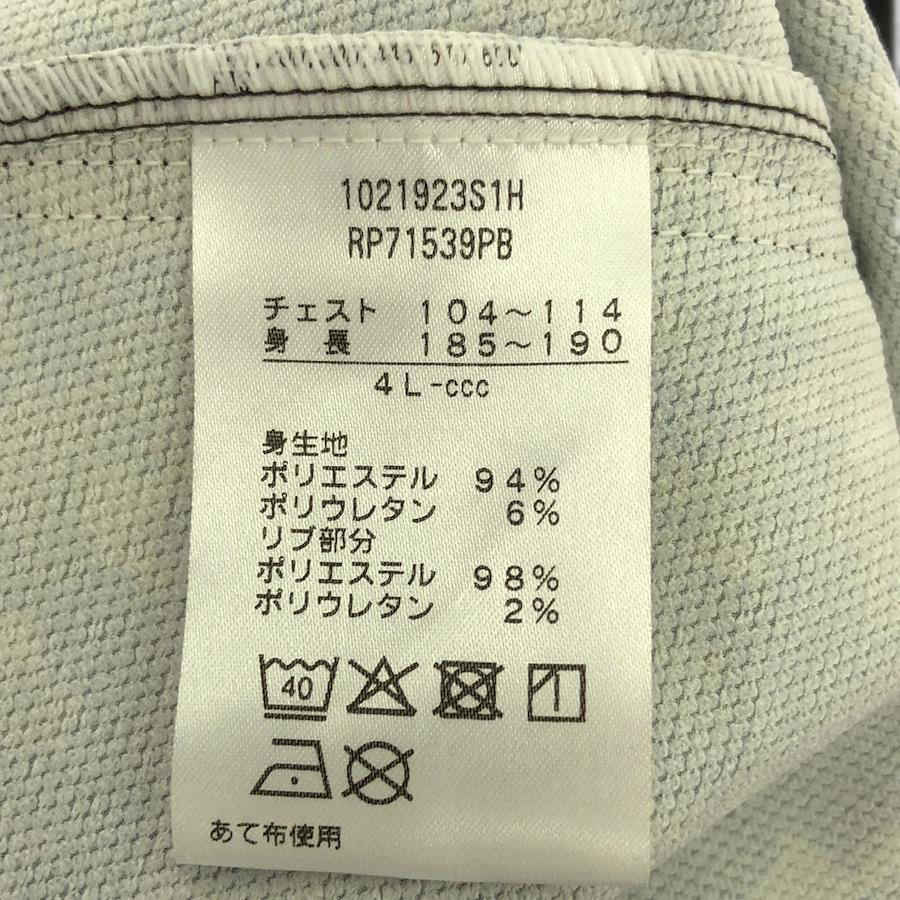 1021923S1H
RP71539PB
チェスト 104～114
身長 185～190
4L-ccc
身生地
ポリエステル 94%
ポリウレタン 6%
リブ部分
ポリエステル 98%
ポリウレタン 2%
40
あて布使用